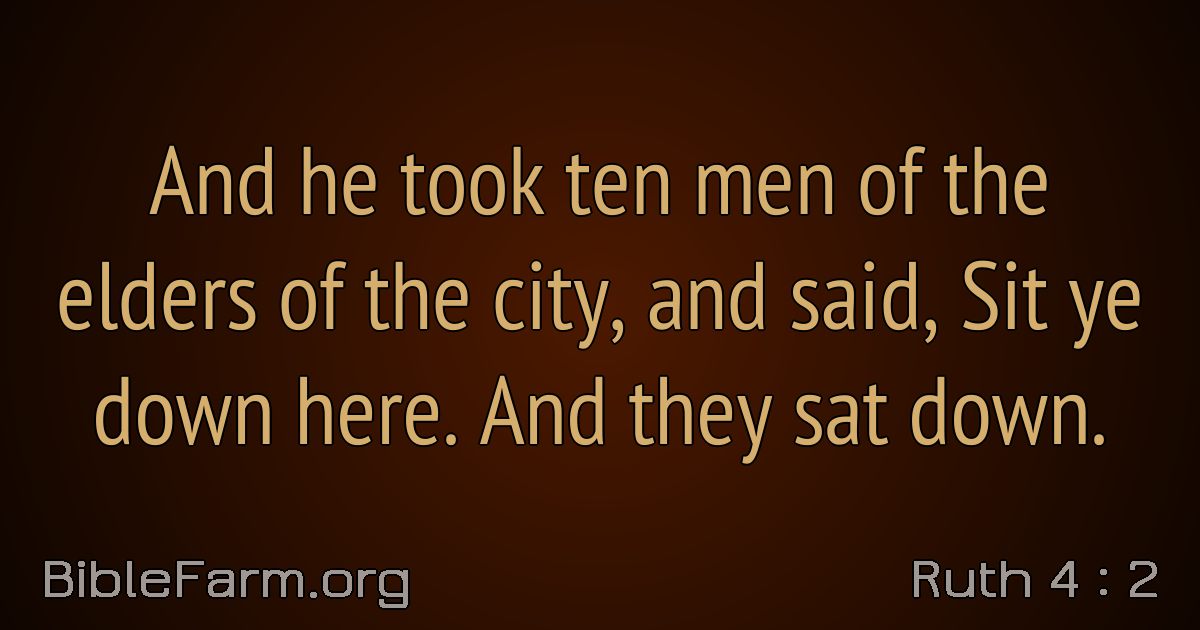 And he took ten men of the
elders of the city, and said, Sit ye
down here. And they sat down.
BibleFarm.org
Ruth 4 : 2